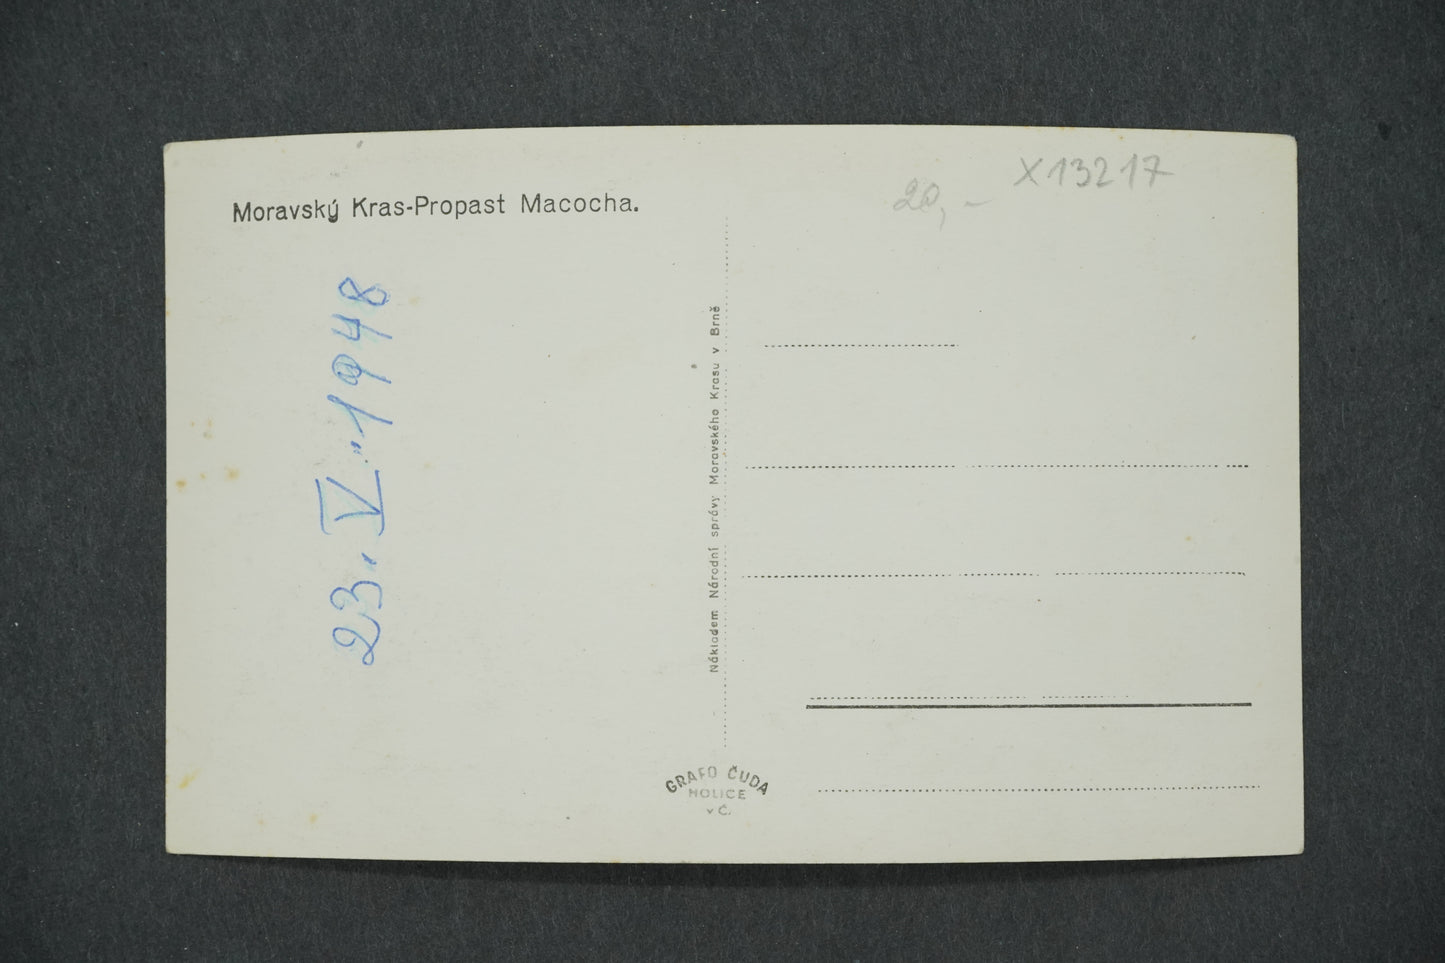 Moravský Kras-Propast Macocha.
20,-
X13217
23. V. 1948
Nákladem Národní správy Moravského Krasu v Brně
GRAFO ČUDA
HOLICE
v Č.